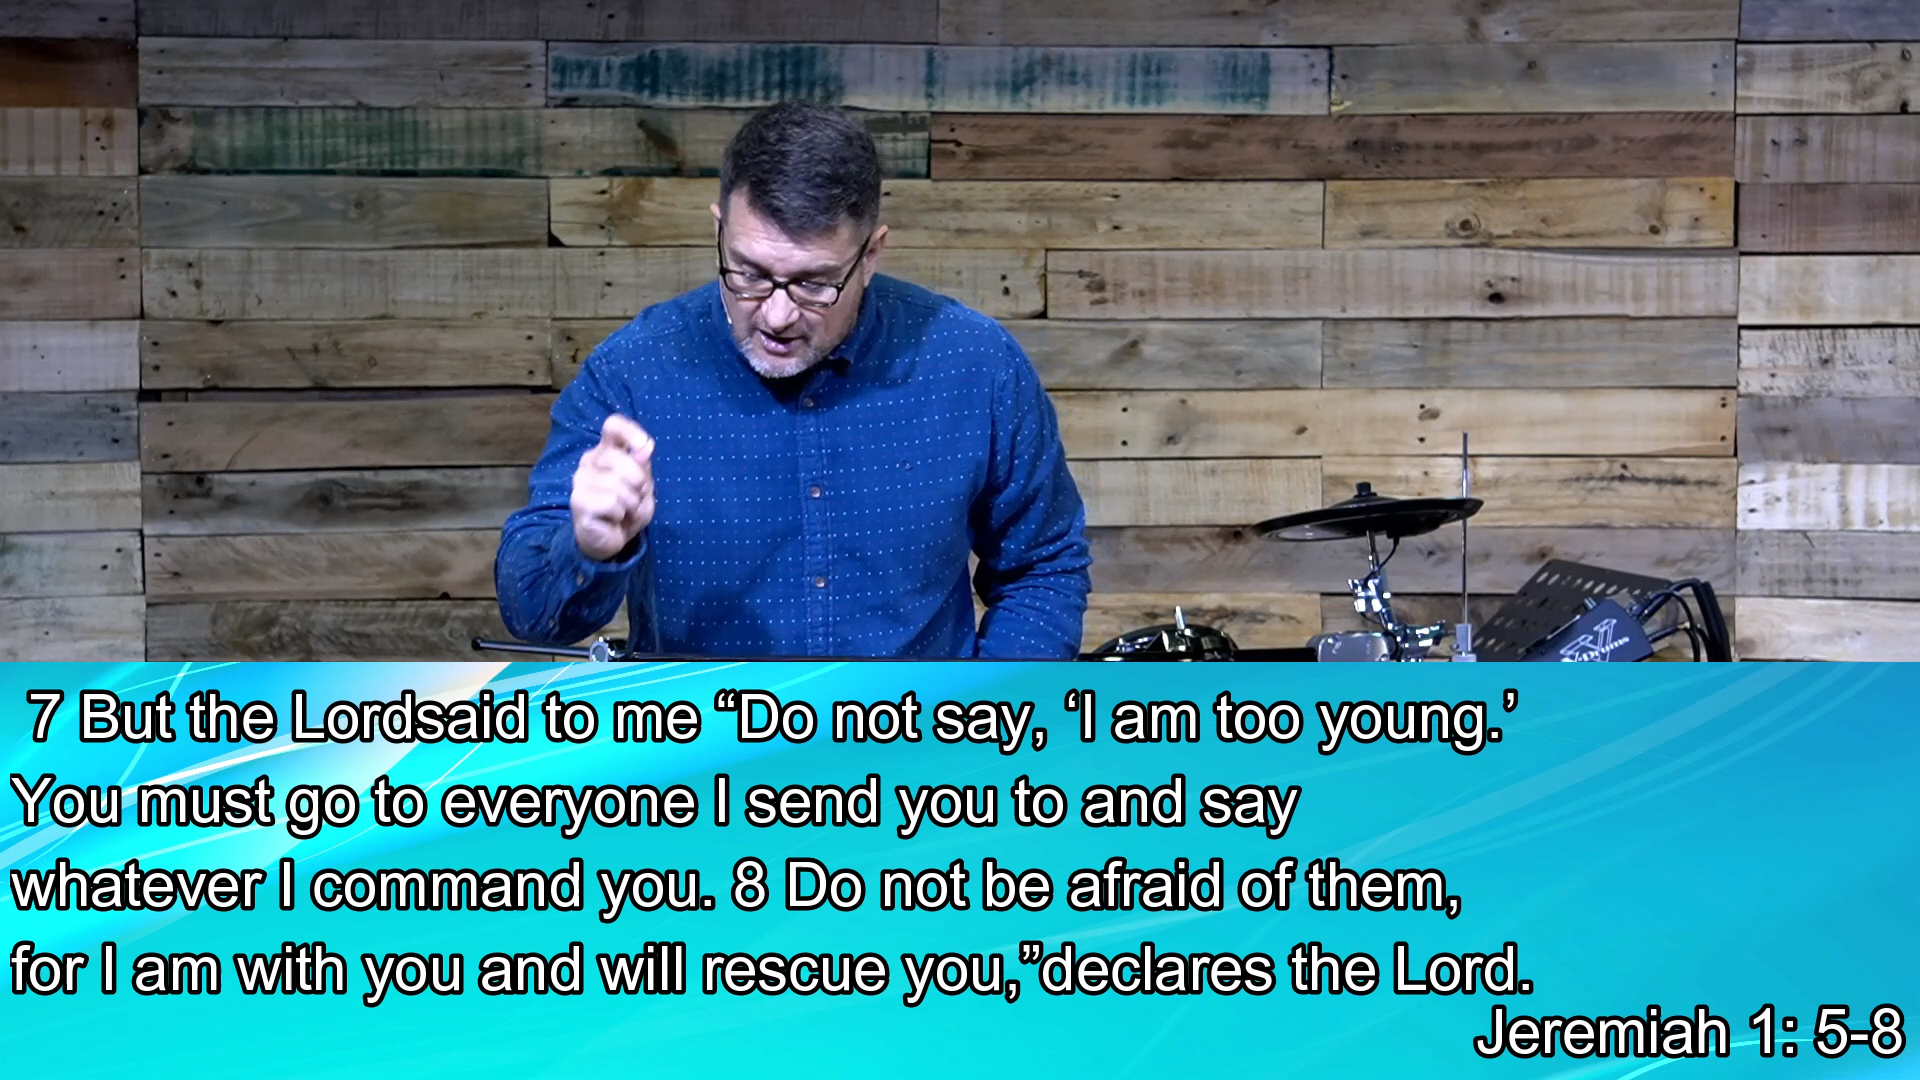 7 But the Lordsaid to me “Do not say, ‘I am too young.’
You must go to everyone I send you to and say
whatever I command you. 8 Do not be afraid of them,
for I am with you and will rescue you,”declares the Lord.
Jeremiah 1: 5-8